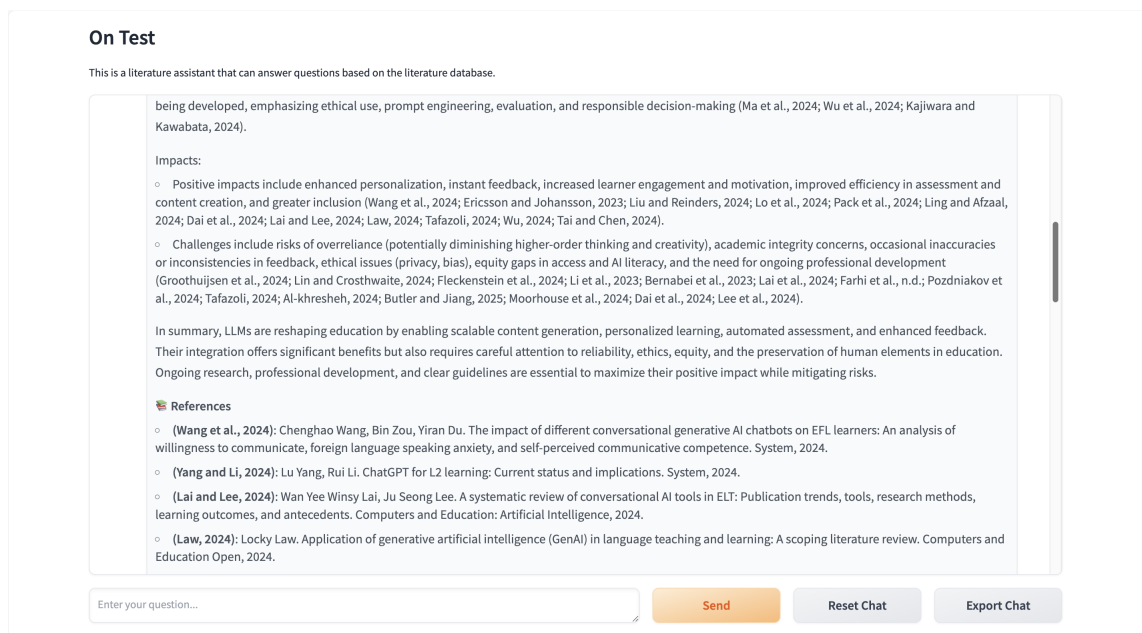 On Test
This is a literature assistant that can answer questions based on the literature database.
being developed, emphasizing ethical use, prompt engineering, evaluation, and responsible decision-making (Ma et al., 2024; Wu et al., 2024; Kajiwara and
Kawabata, 2024).
Impacts:
◦ Positive impacts include enhanced personalization, instant feedback, increased learner engagement and motivation, improved efficiency in assessment and
content creation, and greater inclusion (Wang et al., 2024; Ericsson and Johansson, 2023; Liu and Reinders, 2024; Lo et al., 2024; Pack et al., 2024; Ling and Afzaal,
2024; Dai et al., 2024; Lai and Lee, 2024; Law, 2024; Tafazoli, 2024; Wu, 2024; Tai and Chen, 2024).
◦ Challenges include risks of overreliance (potentially diminishing higher-order thinking and creativity), academic integrity concerns, occasional inaccuracies
or inconsistencies in feedback, ethical issues (privacy, bias), equity gaps in access and AI literacy, and the need for ongoing professional development
(Groothuijsen et al., 2024; Lin and Crosthwaite, 2024; Fleckenstein et al., 2024; Li et al., 2023; Bernabei et al., 2023; Lai et al., 2024; Farhi et al., n.d.; Pozdniakov et
al., 2024; Tafazoli, 2024; Al-khresheh, 2024; Butler and Jiang, 2025; Moorhouse et al., 2024; Dai et al., 2024; Lee et al., 2024).
In summary, LLMs are reshaping education by enabling scalable content generation, personalized learning, automated assessment, and enhanced feedback.
Their integration offers significant benefits but also requires careful attention to reliability, ethics, equity, and the preservation of human elements in education.
Ongoing research, professional development, and clear guidelines are essential to maximize their positive impact while mitigating risks.
📚 References
◦ (Wang et al., 2024): Chenghao Wang, Bin Zou, Yiran Du. The impact of different conversational generative AI chatbots on EFL learners: An analysis of
willingness to communicate, foreign language speaking anxiety, and self-perceived communicative competence. System, 2024.
◦ (Yang and Li, 2024): Lu Yang, Rui Li. ChatGPT for L2 learning: Current status and implications. System, 2024.
◦ (Lai and Lee, 2024): Wan Yee Winsy Lai, Ju Seong Lee. A systematic review of conversational AI tools in ELT: Publication trends, tools, research methods,
learning outcomes, and antecedents. Computers and Education: Artificial Intelligence, 2024.
◦ (Law, 2024): Locky Law. Application of generative artificial intelligence (GenAI) in language teaching and learning: A scoping literature review. Computers and
Education Open, 2024.
Enter your question...
Send
Reset Chat
Export Chat